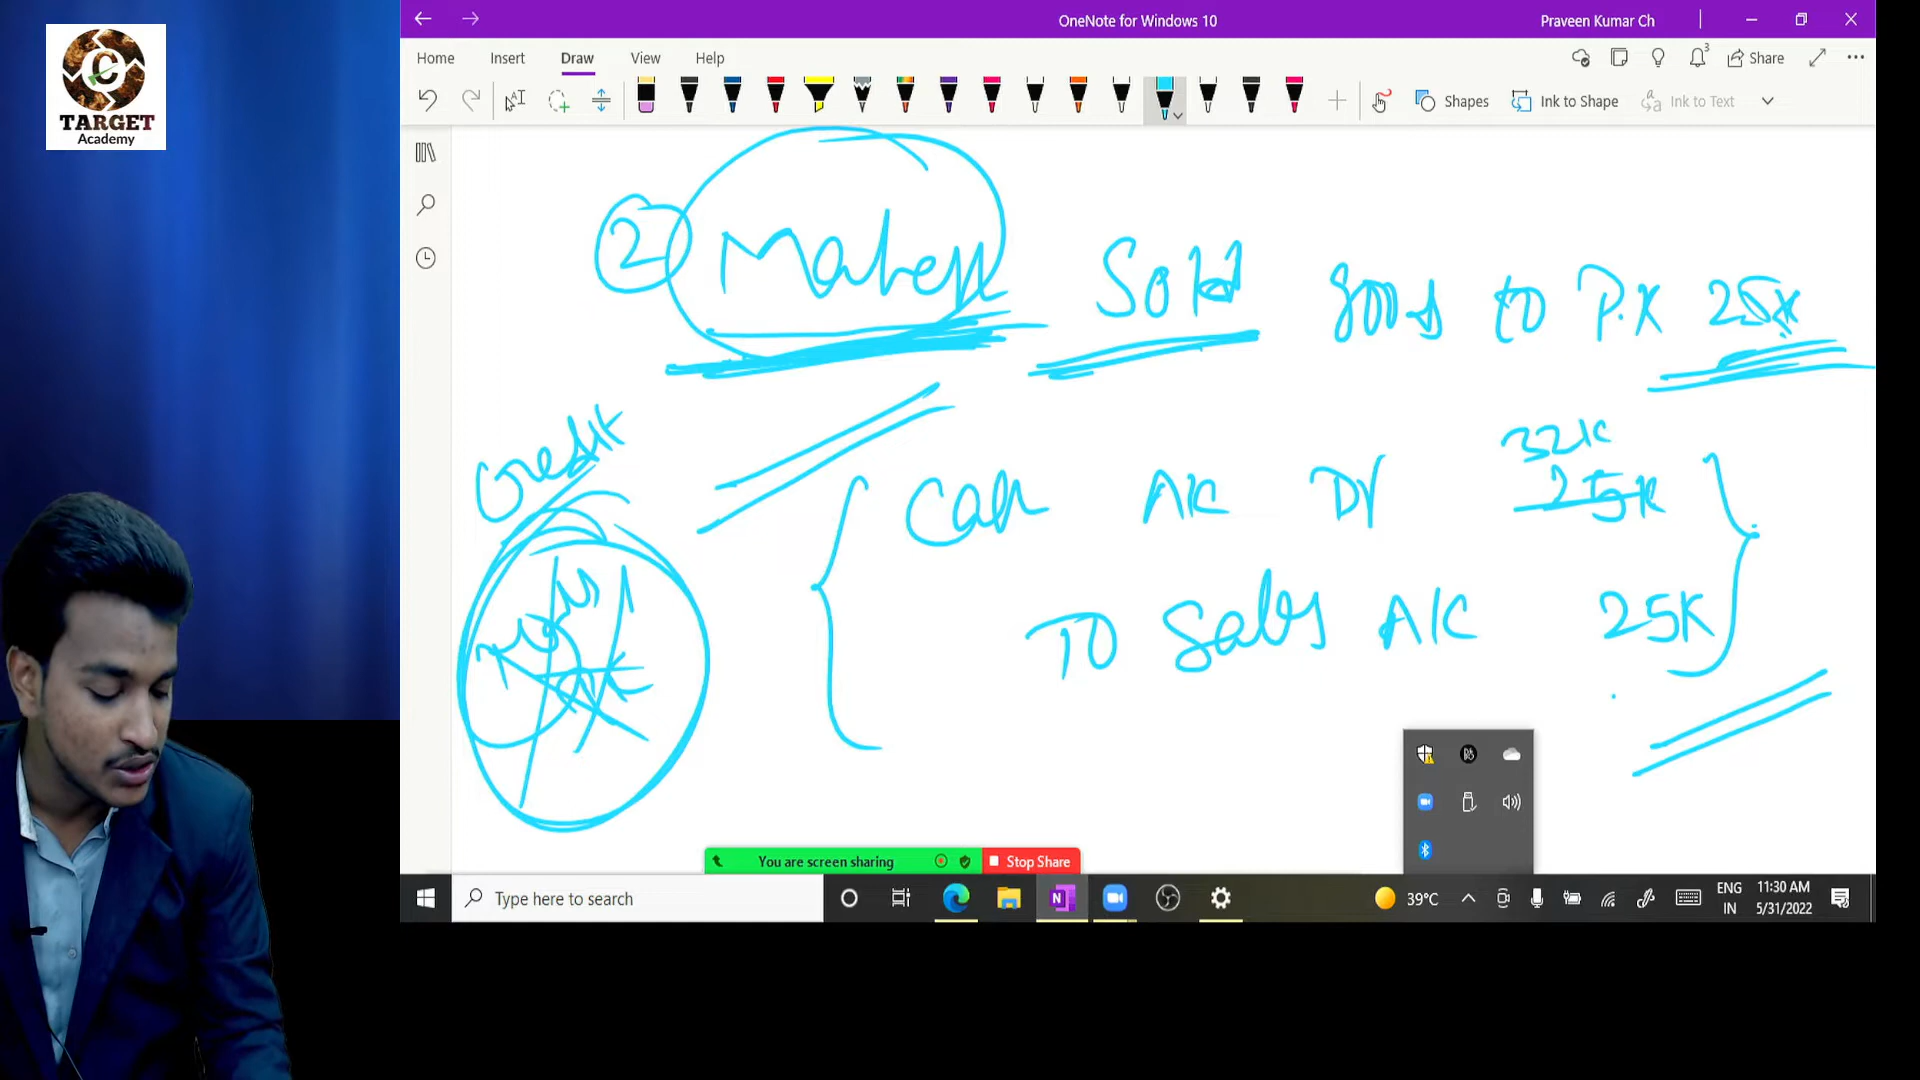 TARGET
Academy
OneNote for Windows 10
Praveen Kumar Ch
Home Insert Draw View Help
3
Share
Shapes
Ink to Shape
Ink to Text
2 Mahesh Sold goods to P.K 25K
Credit
32K
Cash A/C Dr 25K
TO Sales A/C 25K
You are screen sharing
Stop Share
Type here to search
39°C
ENG
IN
11:30 AM
5/31/2022